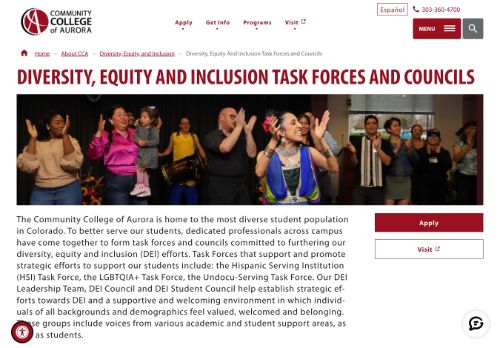 COMMUNITY
COLLEGE
of AURORA
Apply
Get Info
Programs
Visit
Español
303-360-4700
MENU
Home
About CCA
Diversity, Equity, and Inclusion
Diversity, Equity And Inclusion Task Forces and Councils
DIVERSITY, EQUITY AND INCLUSION TASK FORCES AND COUNCILS
The Community College of Aurora is home to the most diverse student population
in Colorado. To better serve our students, dedicated professionals across campus
have come together to form task forces and councils committed to furthering our
diversity, equity and inclusion (DEI) efforts. Task Forces that support and promote
strategic efforts to support our students include: the Hispanic Serving Institution
(HSI) Task Force, the LGBTQIA+ Task Force, the Undocu-Serving Task Force. Our DEI
Leadership Team, DEI Council and DEI Student Council help establish strategic ef-
forts towards DEI and a supportive and welcoming environment in which individ-
uals of all backgrounds and demographics feel valued, welcomed and belonging.
These groups include voices from various academic and student support areas, as
as students.
Apply
Visit